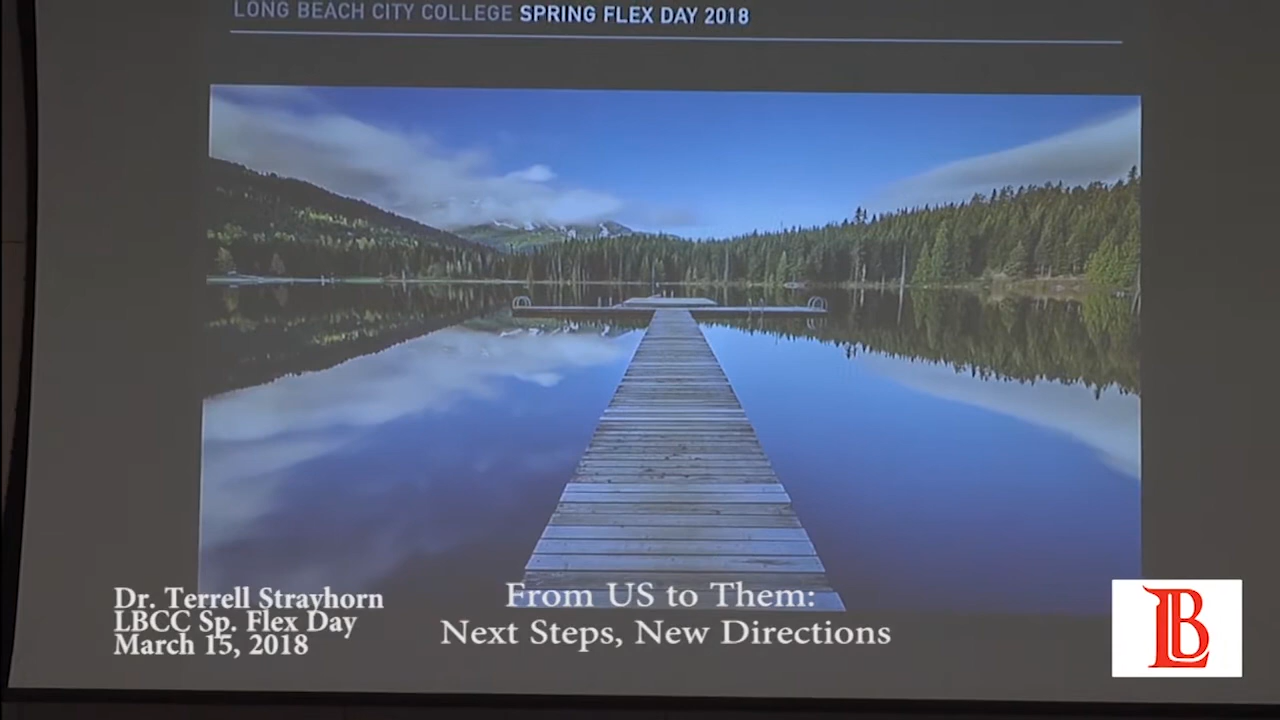 LONG BEACH CITY COLLEGE SPRING FLEX DAY 2018
Dr. Terrell Strayhorn
LBCC Sp. Flex Day
March 15, 2018
From US to Them:
Next Steps, New Directions
LB